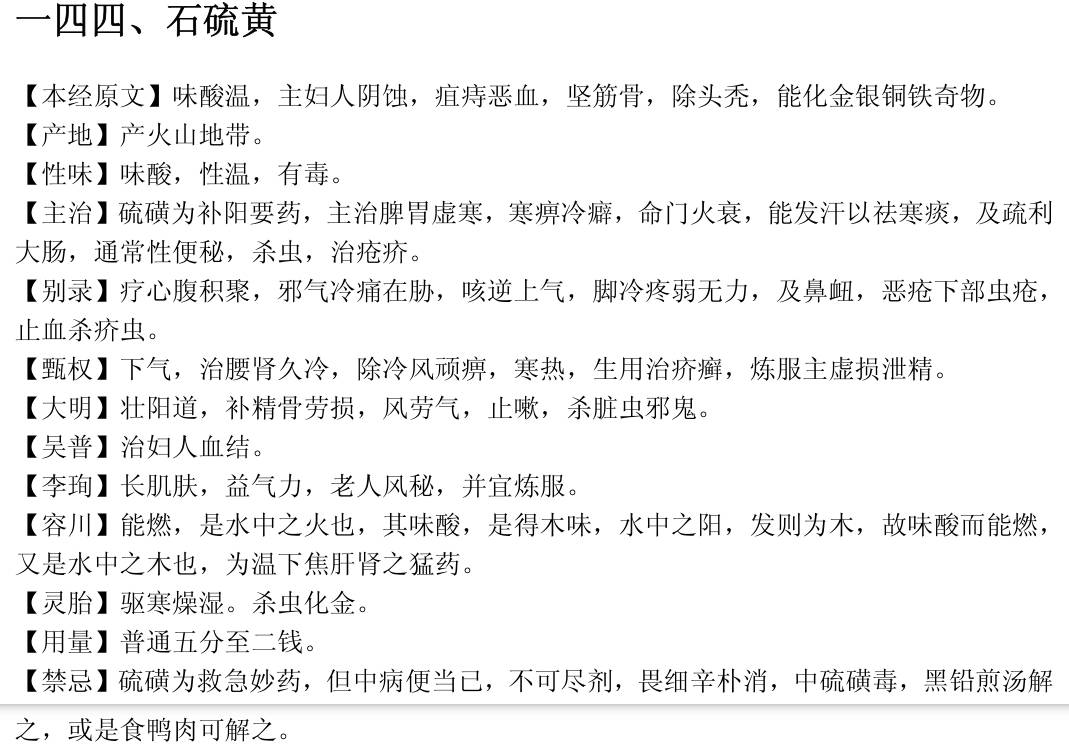 一四四、石硫黄
【本经原文】味酸温，主妇人阴蚀，疽痔恶血，坚筋骨，除头秃，能化金银铜铁奇物。
【产地】产火山地带。
【性味】味酸，性温，有毒。
【主治】硫磺为补阳要药，主治脾胃虚寒，寒痹冷癖，命门火衰，能发汗以祛寒痰，及疏利
大肠，通常性便秘，杀虫，治疮疥。
【别录】疗心腹积聚，邪气冷痛在胁，咳逆上气，脚冷疼弱无力，及鼻衄，恶疮下部虫疮，
止血杀疥虫。
【甄权】下气，治腰肾久冷，除冷风顽痹，寒热，生用治疥癣，炼服主虚损泄精。
【大明】壮阳道，补精骨劳损，风劳气，止嗽，杀脏虫邪鬼。
【吴普】治妇人血结。
【李珣】长肌肤，益气力，老人风秘，并宜炼服。
【容川】能燃，是水中之火也，其味酸，是得木味，水中之阳，发则为木，故味酸而能燃，
又是水中之木也，为温下焦肝肾之猛药。
【灵胎】驱寒燥湿。杀虫化金。
【用量】普通五分至二钱。
【禁忌】硫磺为救急妙药，但中病便当已，不可尽剂，畏细辛朴消，中硫磺毒，黑铅煎汤解
之，或是食鸭肉可解之。